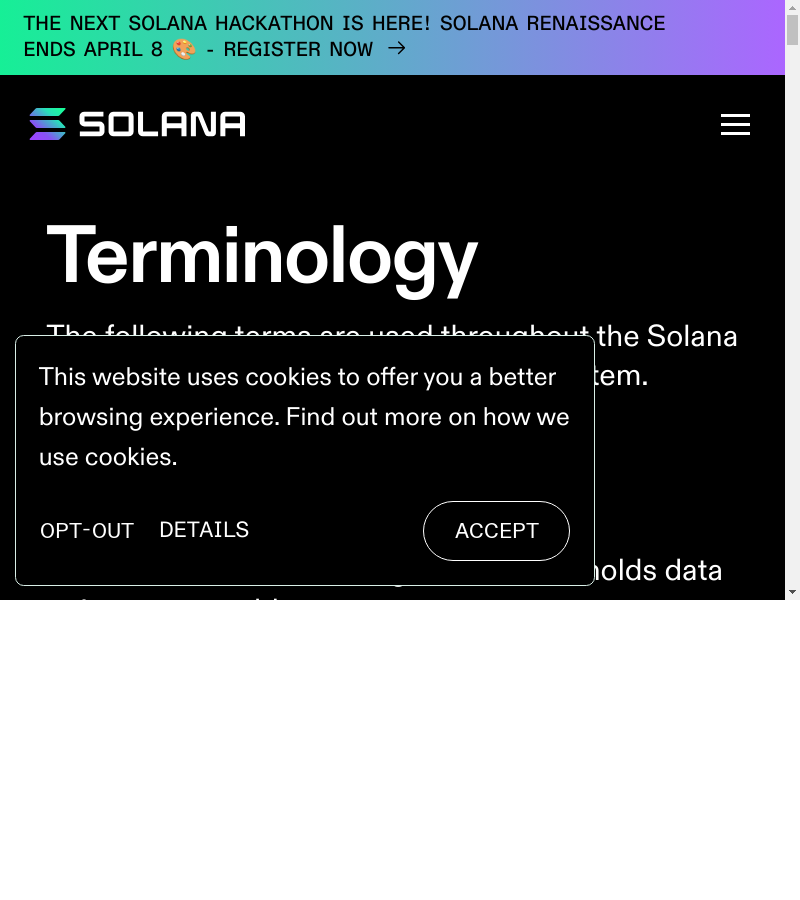 THE NEXT SOLANA HACKATHON IS HERE! SOLANA RENAISSANCE
ENDS APRIL 8 🎨 - REGISTER NOW →
SOLANA
Terminology
The following terms are used throughout the Solana
tem.
This website uses cookies to offer you a better
browsing experience. Find out more on how we
use cookies.
OPT-OUT DETAILS ACCEPT
holds data